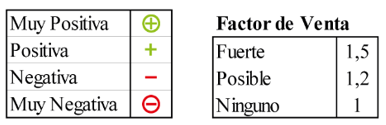 Muy Positiva ⊕
Positiva +
Negativa −
Muy Negativa ⊖
Factor de Venta
Fuerte 1,5
Posible 1,2
Ninguno 1